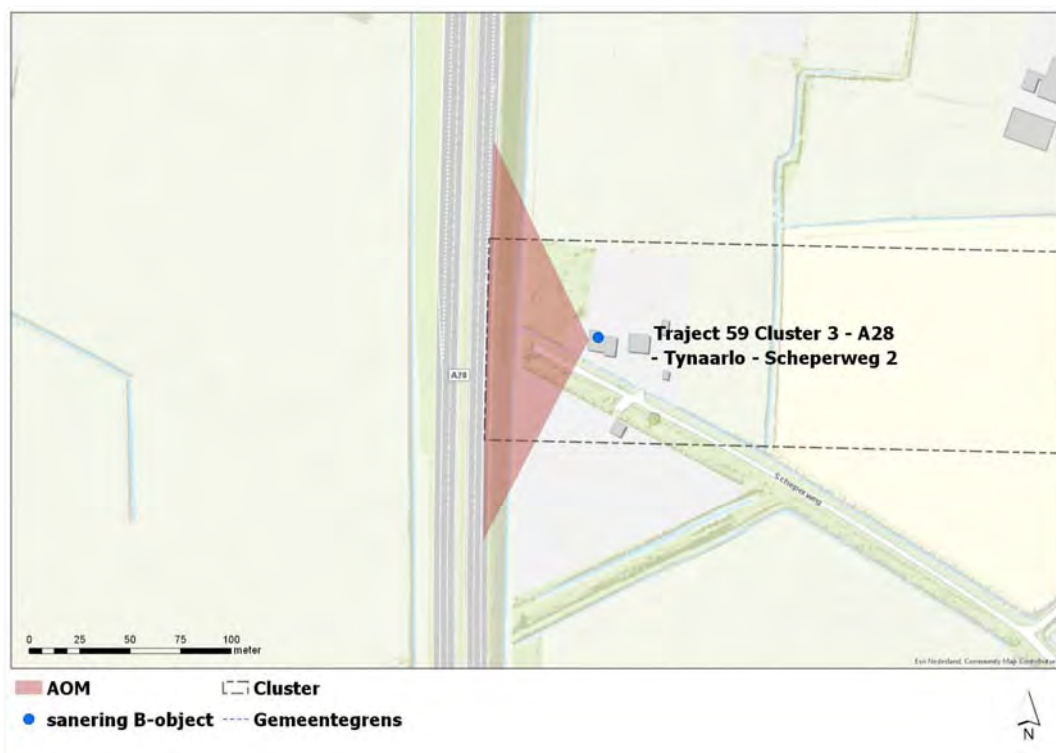 Traject 59 Cluster 3 - A28
- Tynaarlo - Scheperweg 2
A28
Scheperweg
0 25 50 75 100
meter
Esri Nederland, Community Map Contributors
AOM
Cluster
sanering B-object
Gemeentegrens
N